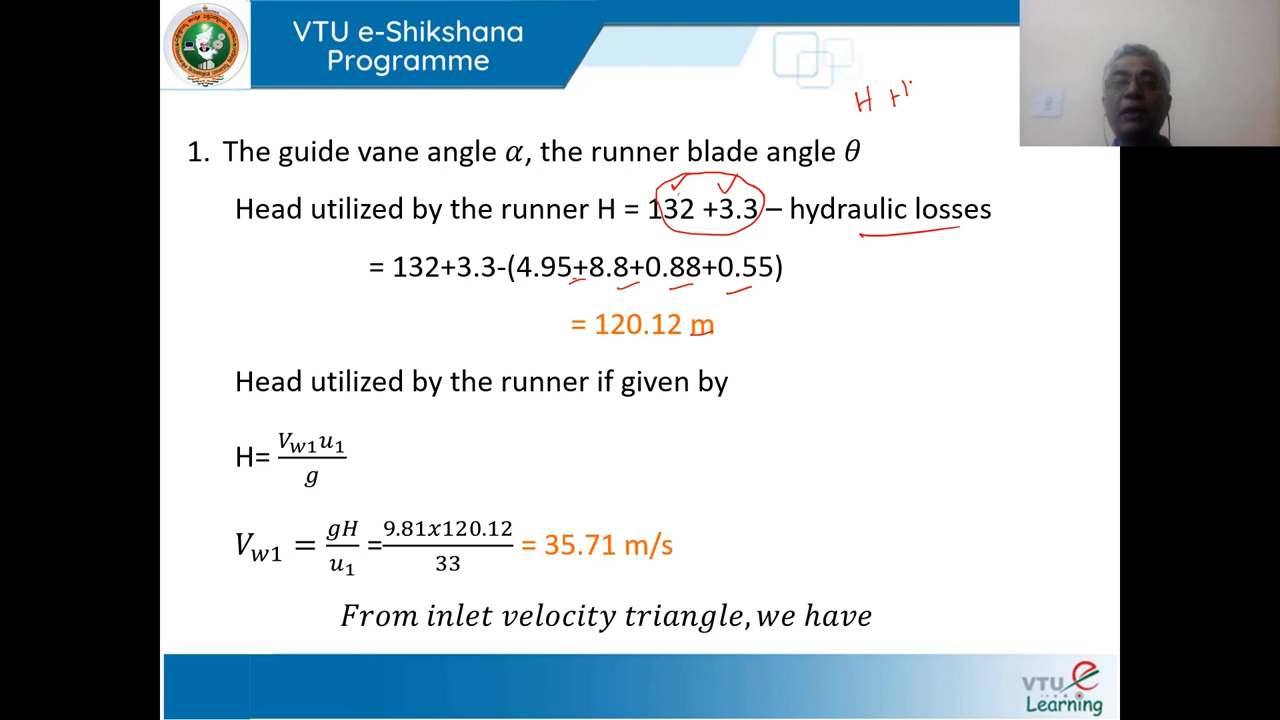 VTU e-Shikshana
Programme
H +H
1. The guide vane angle 𝛼, the runner blade angle 𝜃
Head utilized by the runner H = 132 +3.3 – hydraulic losses
= 132+3.3-(4.95+8.8+0.88+0.55)
= 120.12 m
Head utilized by the runner if given by
H= 𝑉𝑤1𝑢1/𝑔
𝑉𝑤1 = 𝑔𝐻/𝑢1 =9.81𝑥120.12/33 = 35.71 m/s
From inlet velocity triangle, we have
VTU e
Learning